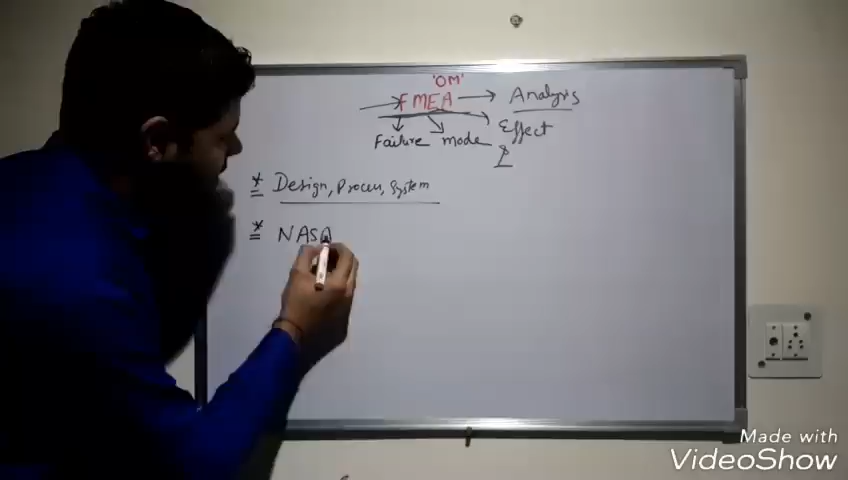 'OM'
FMEA → Analysis
Effect
Failure mode &
* Design, Process, System
* NASA
Made with
VideoShow